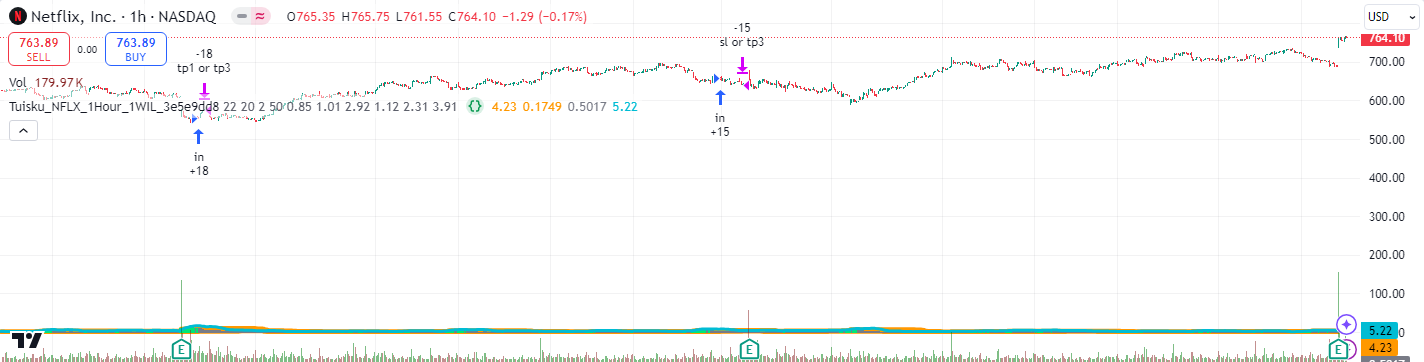 Netflix, Inc. · 1h · NASDAQ O765.35 H765.75 L761.55 C764.10 −1.29 (−0.17%)
USD
763.89 SELL
0.00
763.89 BUY
764.10
-18
tp1 or tp3
-15
sl or tp3
700.00
Vol 179.97 K
Tuisku_NFLX_1Hour_1WIL_3e5e9dd8 22 20 2 50 0.85 1.01 2.92 1.12 2.31 3.91 4.23 0.1749 0.5017 5.22
600.00
in
+15
500.00
in
+18
400.00
300.00
200.00
100.00
5.22
4.23
E
E
E